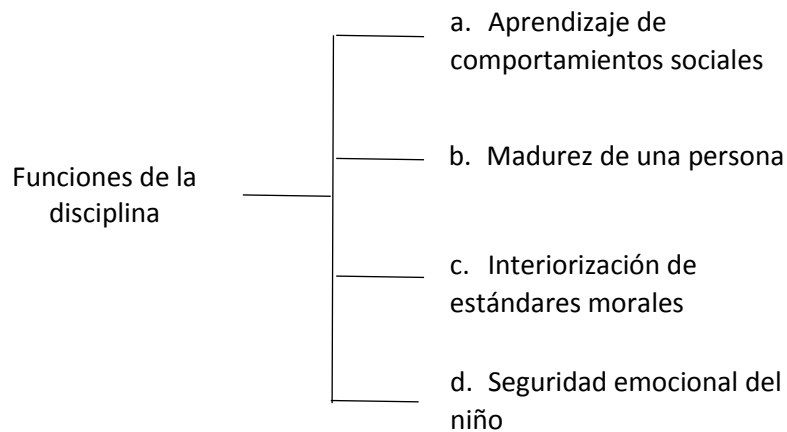 a. Aprendizaje de
comportamientos sociales
b. Madurez de una persona
Funciones de la
disciplina
c. Interiorización de
estándares morales
d. Seguridad emocional del
niño